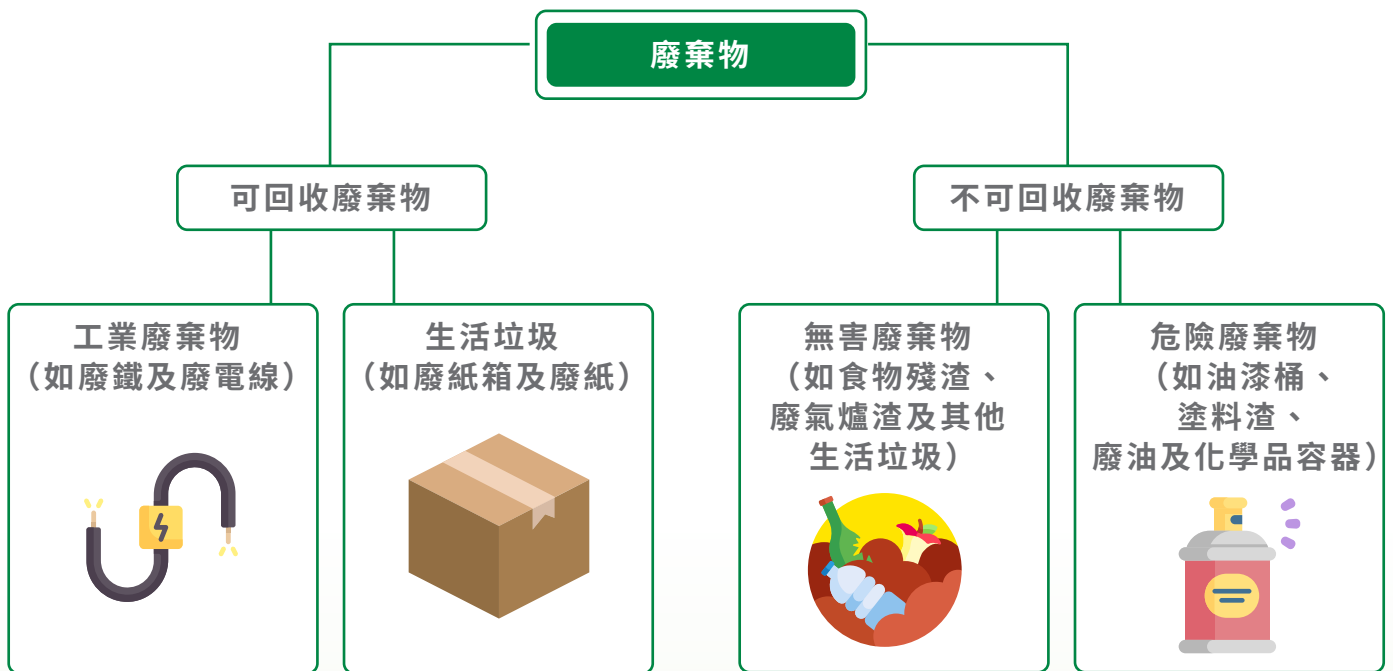 廢棄物
可回收廢棄物
不可回收廢棄物
工業廢棄物
（如廢鐵及廢電線）
生活垃圾
（如廢紙箱及廢紙）
無害廢棄物
（如食物殘渣、
廢氣爐渣及其他
生活垃圾）
危險廢棄物
（如油漆桶、
塗料渣、
廢油及化學品容器）